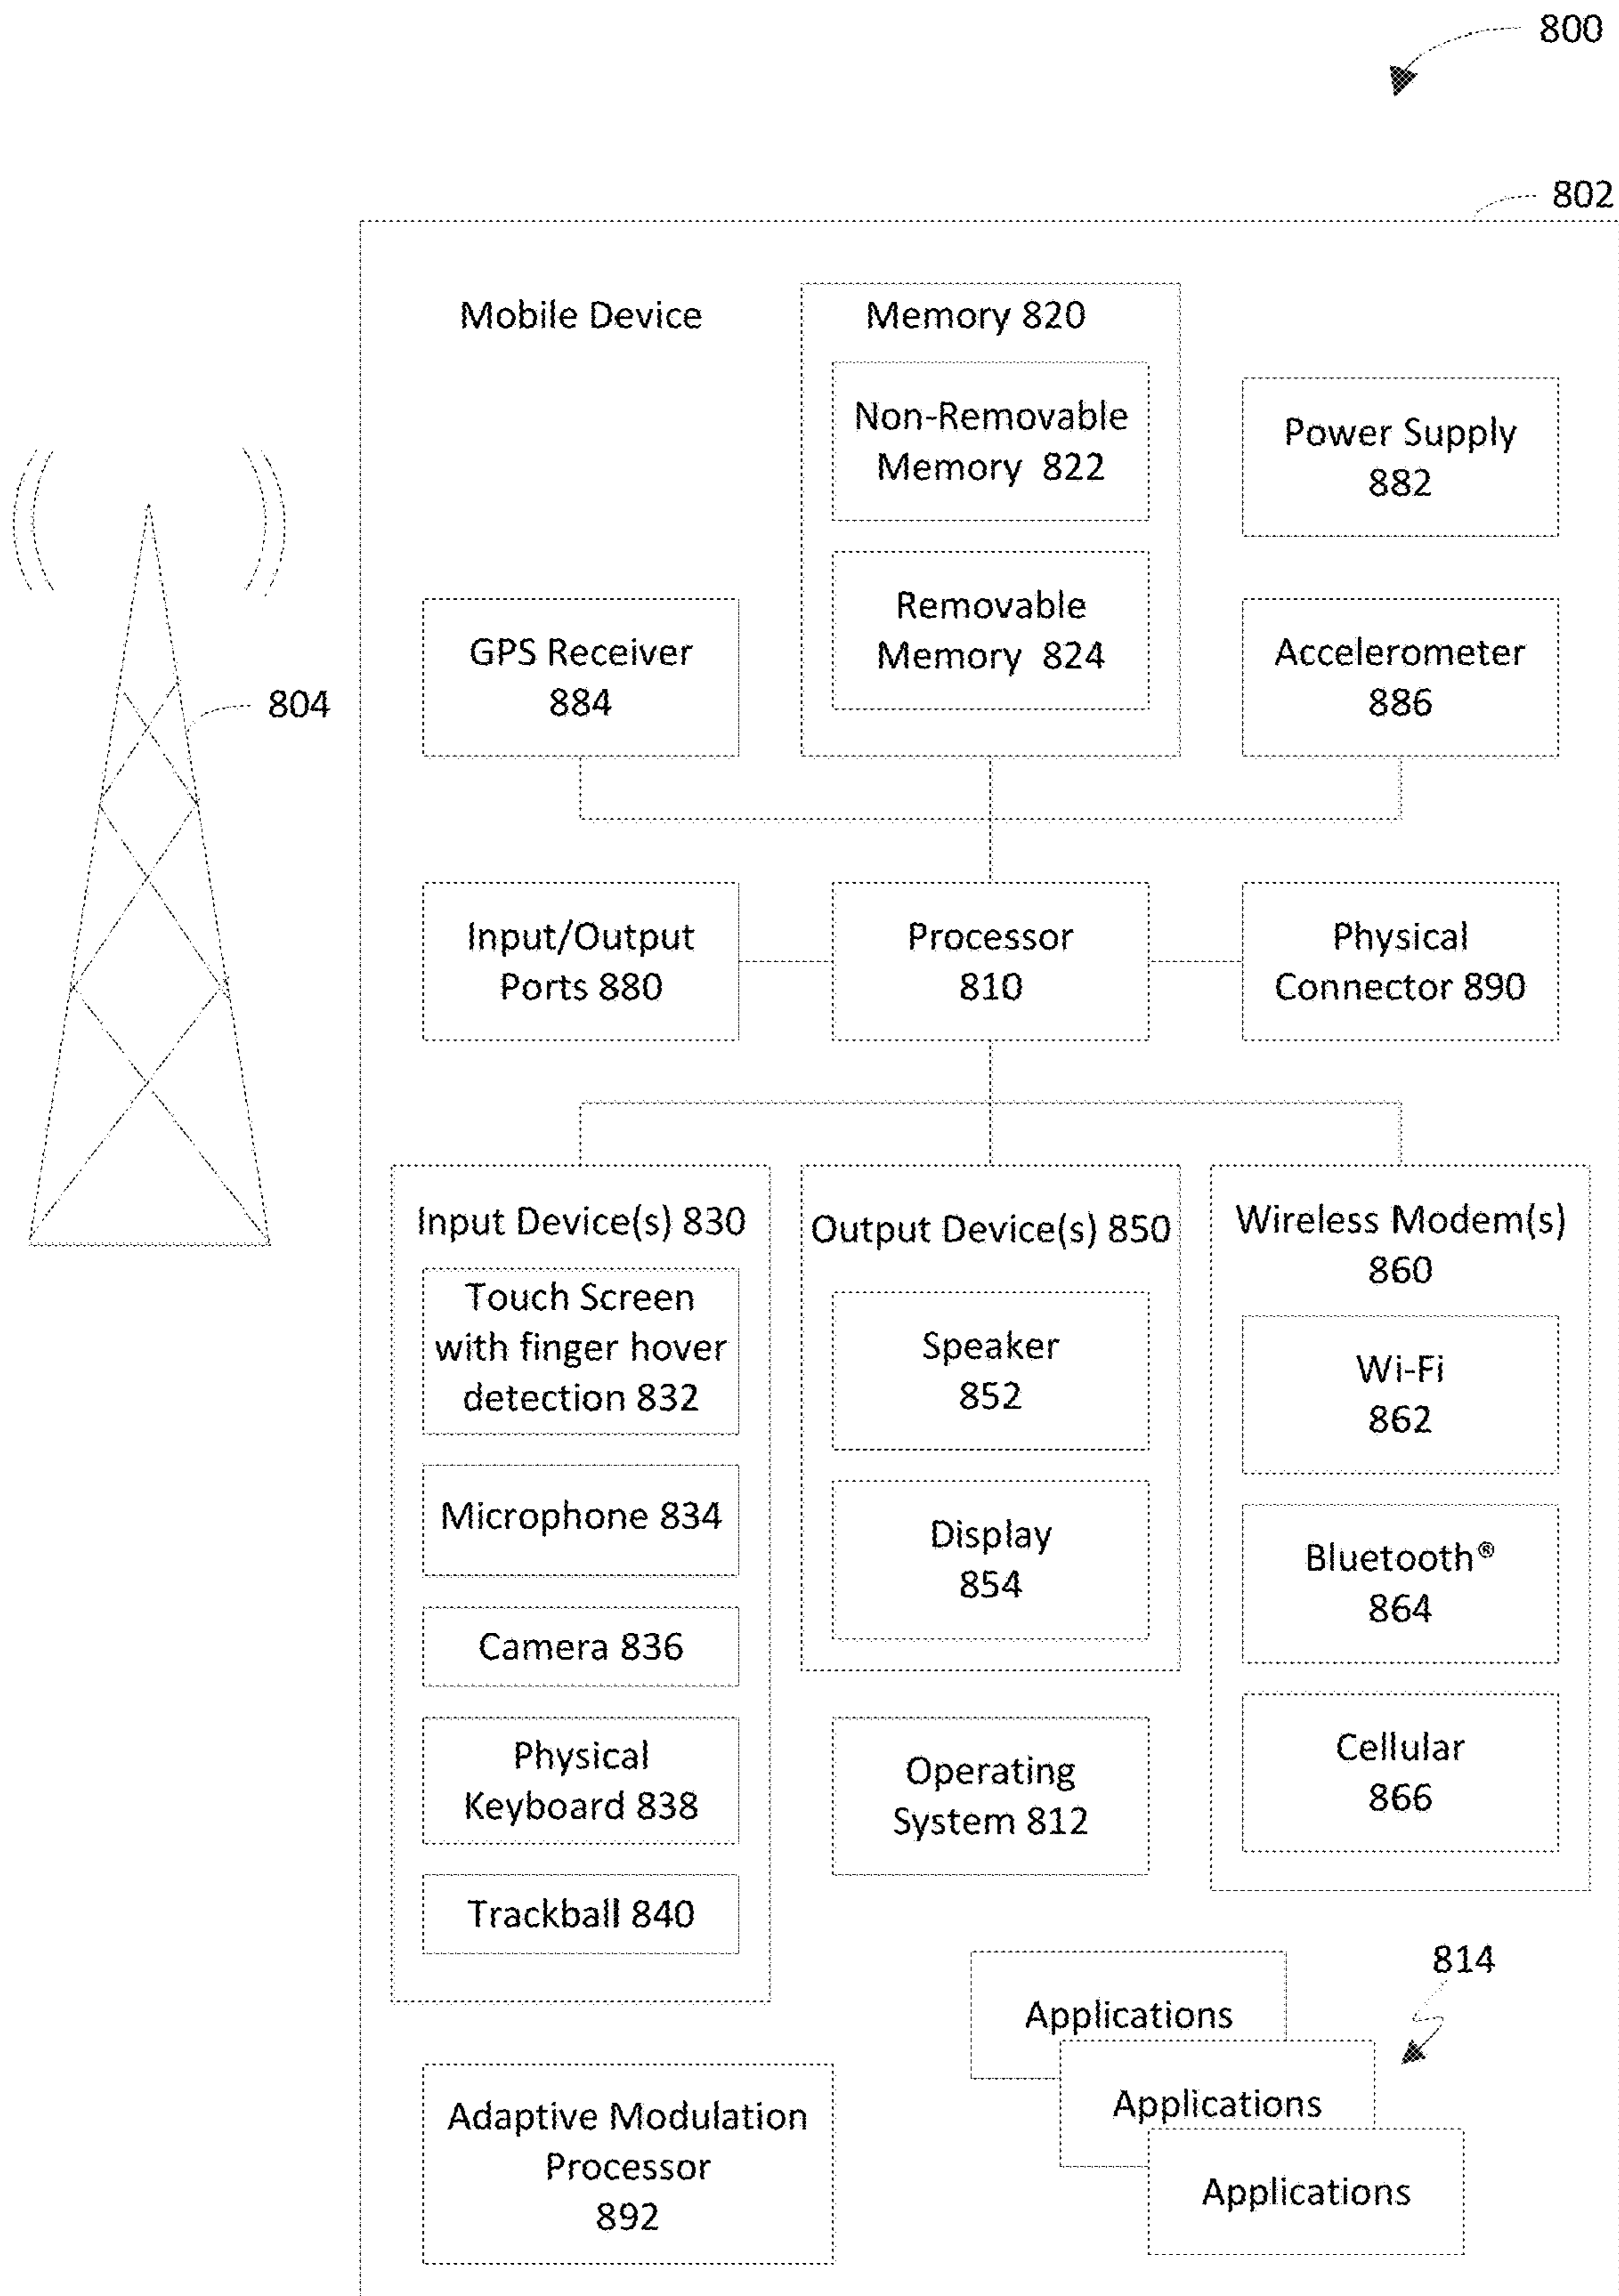 800
802
Mobile Device
Memory 820
Non-Removable
Memory 822
Power Supply
882
Removable
Memory 824
GPS Receiver
884
Accelerometer
886
804
Input/Output
Ports 880
Processor
810
Physical
Connector 890
Input Device(s) 830
Touch Screen
with finger hover
detection 832
Microphone 834
Camera 836
Physical
Keyboard 838
Trackball 840
Output Device(s) 850
Speaker
852
Display
854
Operating
System 812
Wireless Modem(s)
860
Wi-Fi
862
Bluetooth®
864
Cellular
866
814
Applications
Applications
Applications
Adaptive Modulation
Processor
892